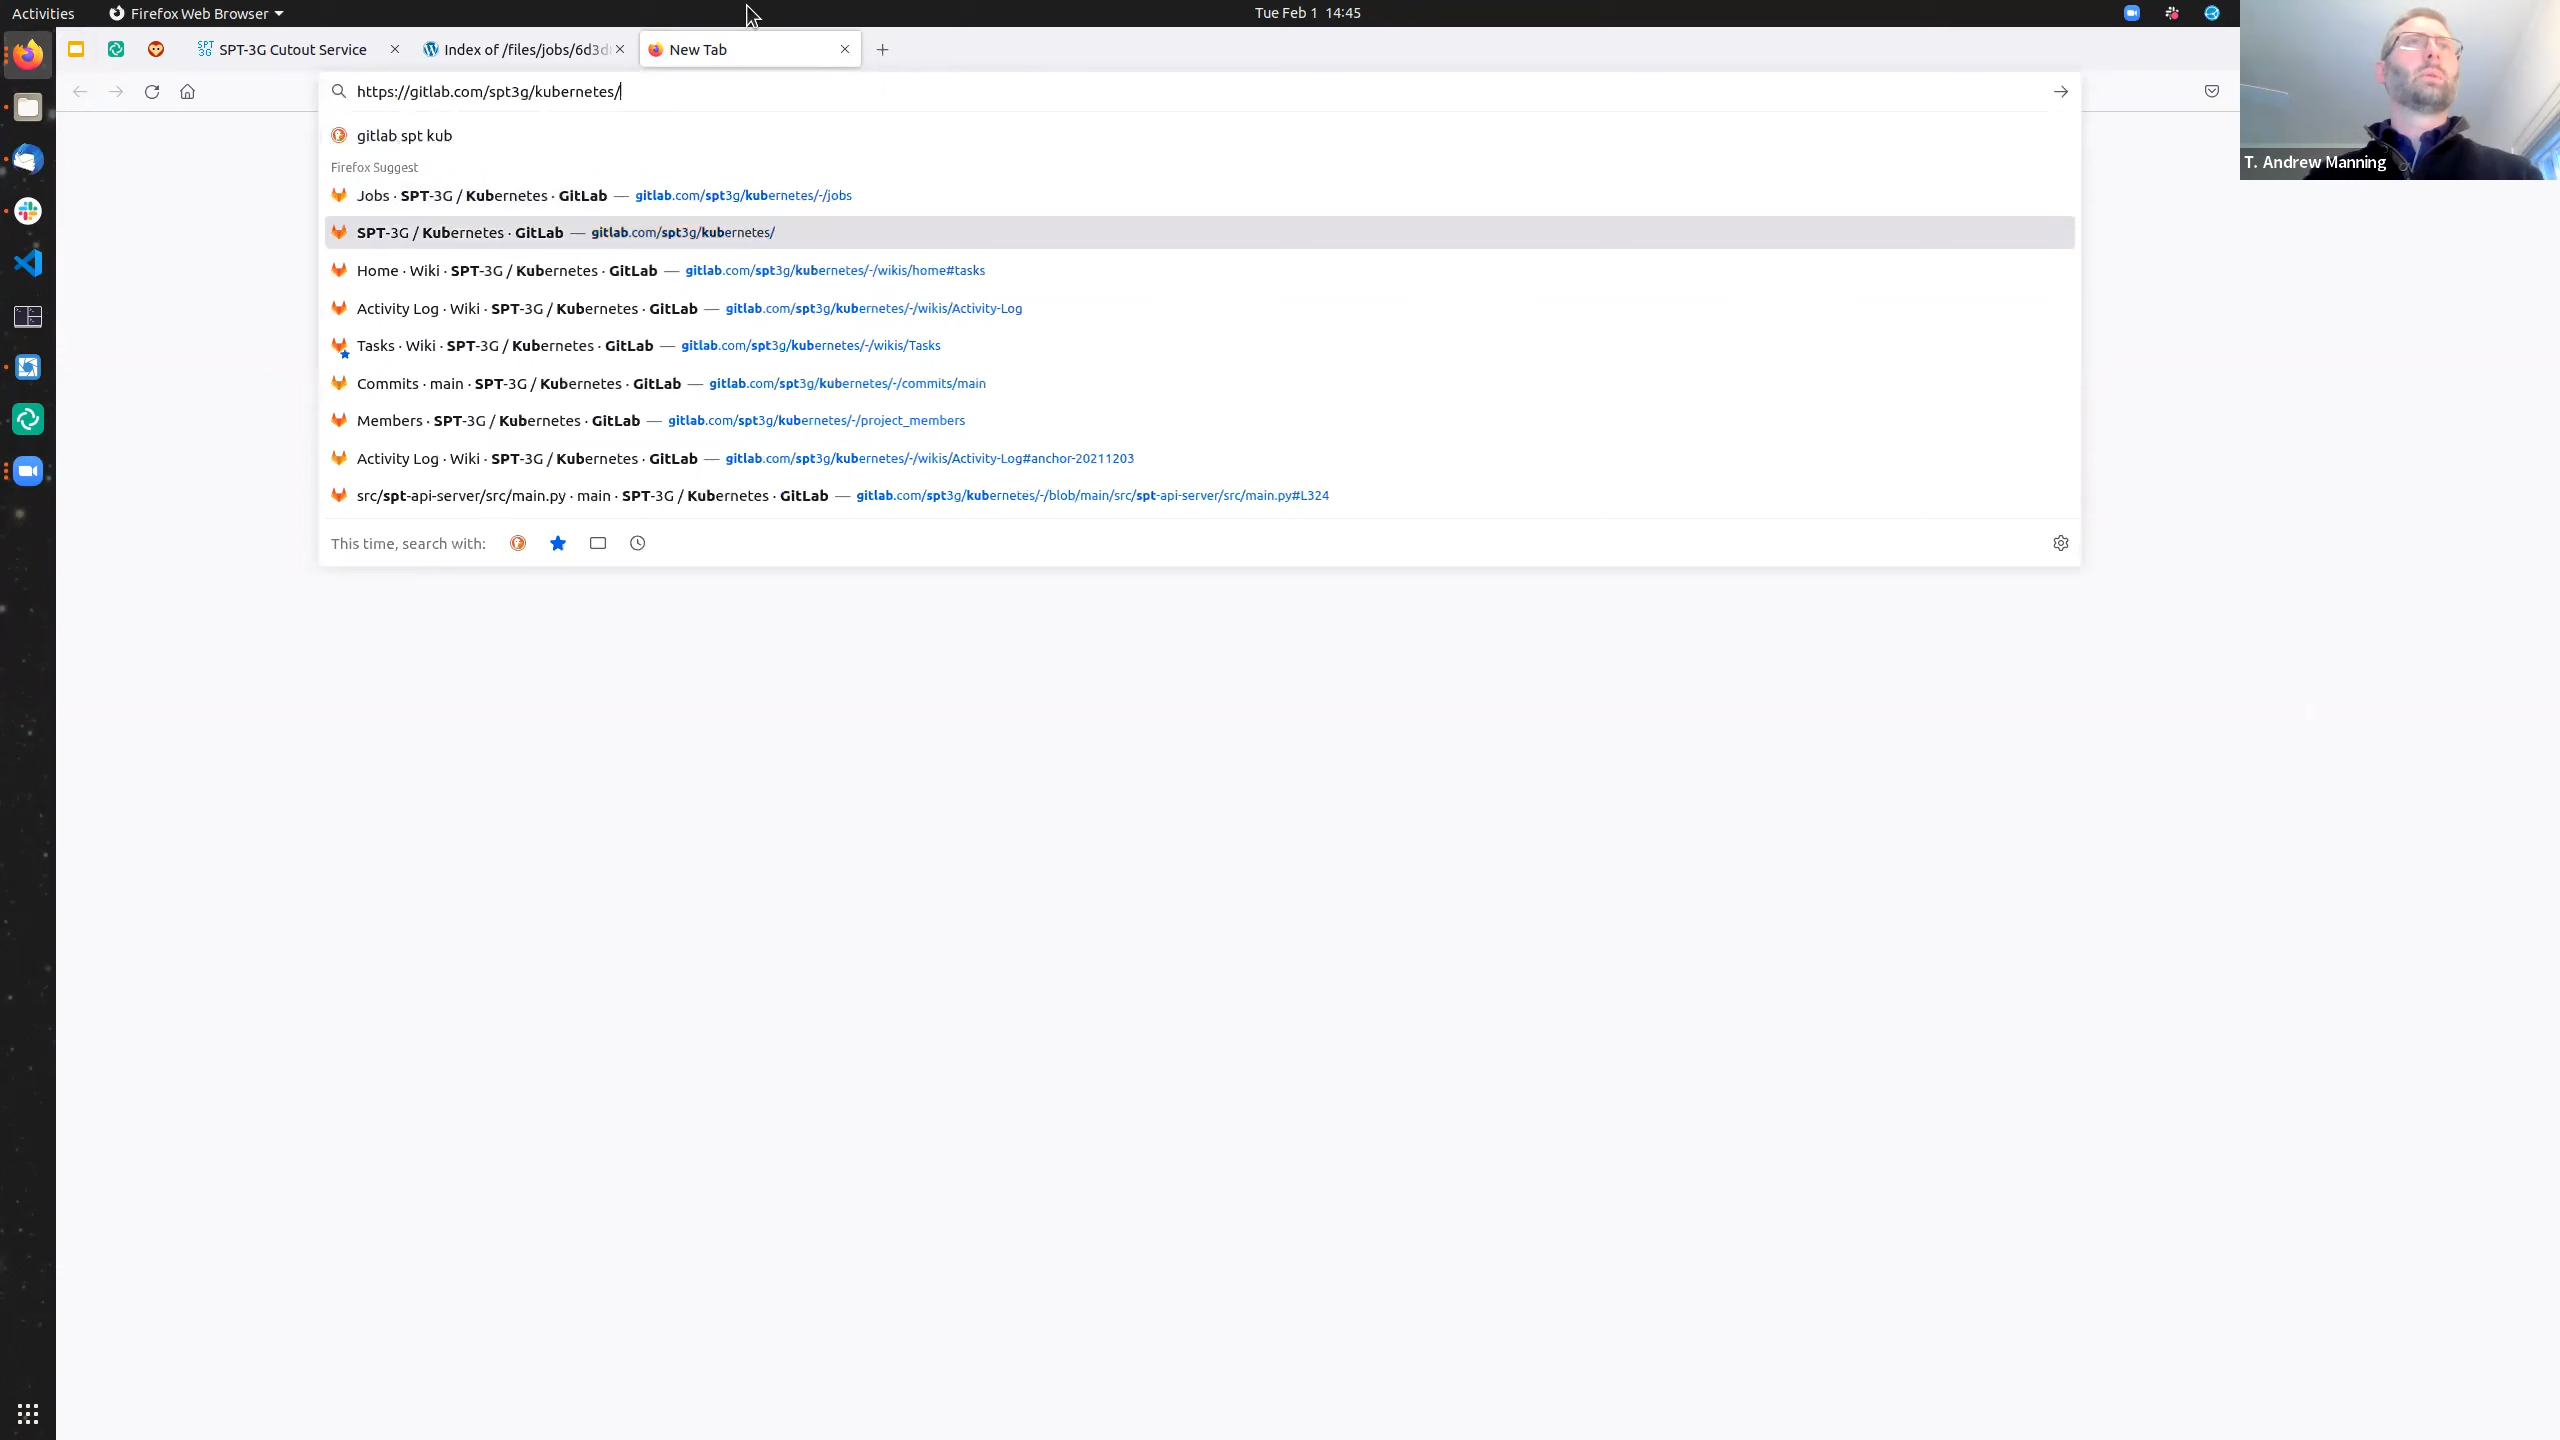 Activities
Firefox Web Browser
Tue Feb 1 14:45
SPT 3G
SPT-3G Cutout Service
Index of /files/jobs/6d3d
New Tab
https://gitlab.com/spt3g/kubernetes/
gitlab spt kub
Firefox Suggest
Jobs · SPT-3G / Kubernetes · GitLab — gitlab.com/spt3g/kubernetes/-/jobs
SPT-3G / Kubernetes · GitLab — gitlab.com/spt3g/kubernetes/
Home · Wiki · SPT-3G / Kubernetes · GitLab — gitlab.com/spt3g/kubernetes/-/wikis/home#tasks
Activity Log · Wiki · SPT-3G / Kubernetes · GitLab — gitlab.com/spt3g/kubernetes/-/wikis/Activity-Log
Tasks · Wiki · SPT-3G / Kubernetes · GitLab — gitlab.com/spt3g/kubernetes/-/wikis/Tasks
Commits · main · SPT-3G / Kubernetes · GitLab — gitlab.com/spt3g/kubernetes/-/commits/main
Members · SPT-3G / Kubernetes · GitLab — gitlab.com/spt3g/kubernetes/-/project_members
Activity Log · Wiki · SPT-3G / Kubernetes · GitLab — gitlab.com/spt3g/kubernetes/-/wikis/Activity-Log#anchor-20211203
src/spt-api-server/src/main.py · main · SPT-3G / Kubernetes · GitLab — gitlab.com/spt3g/kubernetes/-/blob/main/src/spt-api-server/src/main.py#L324
This time, search with:
T. Andrew Manning